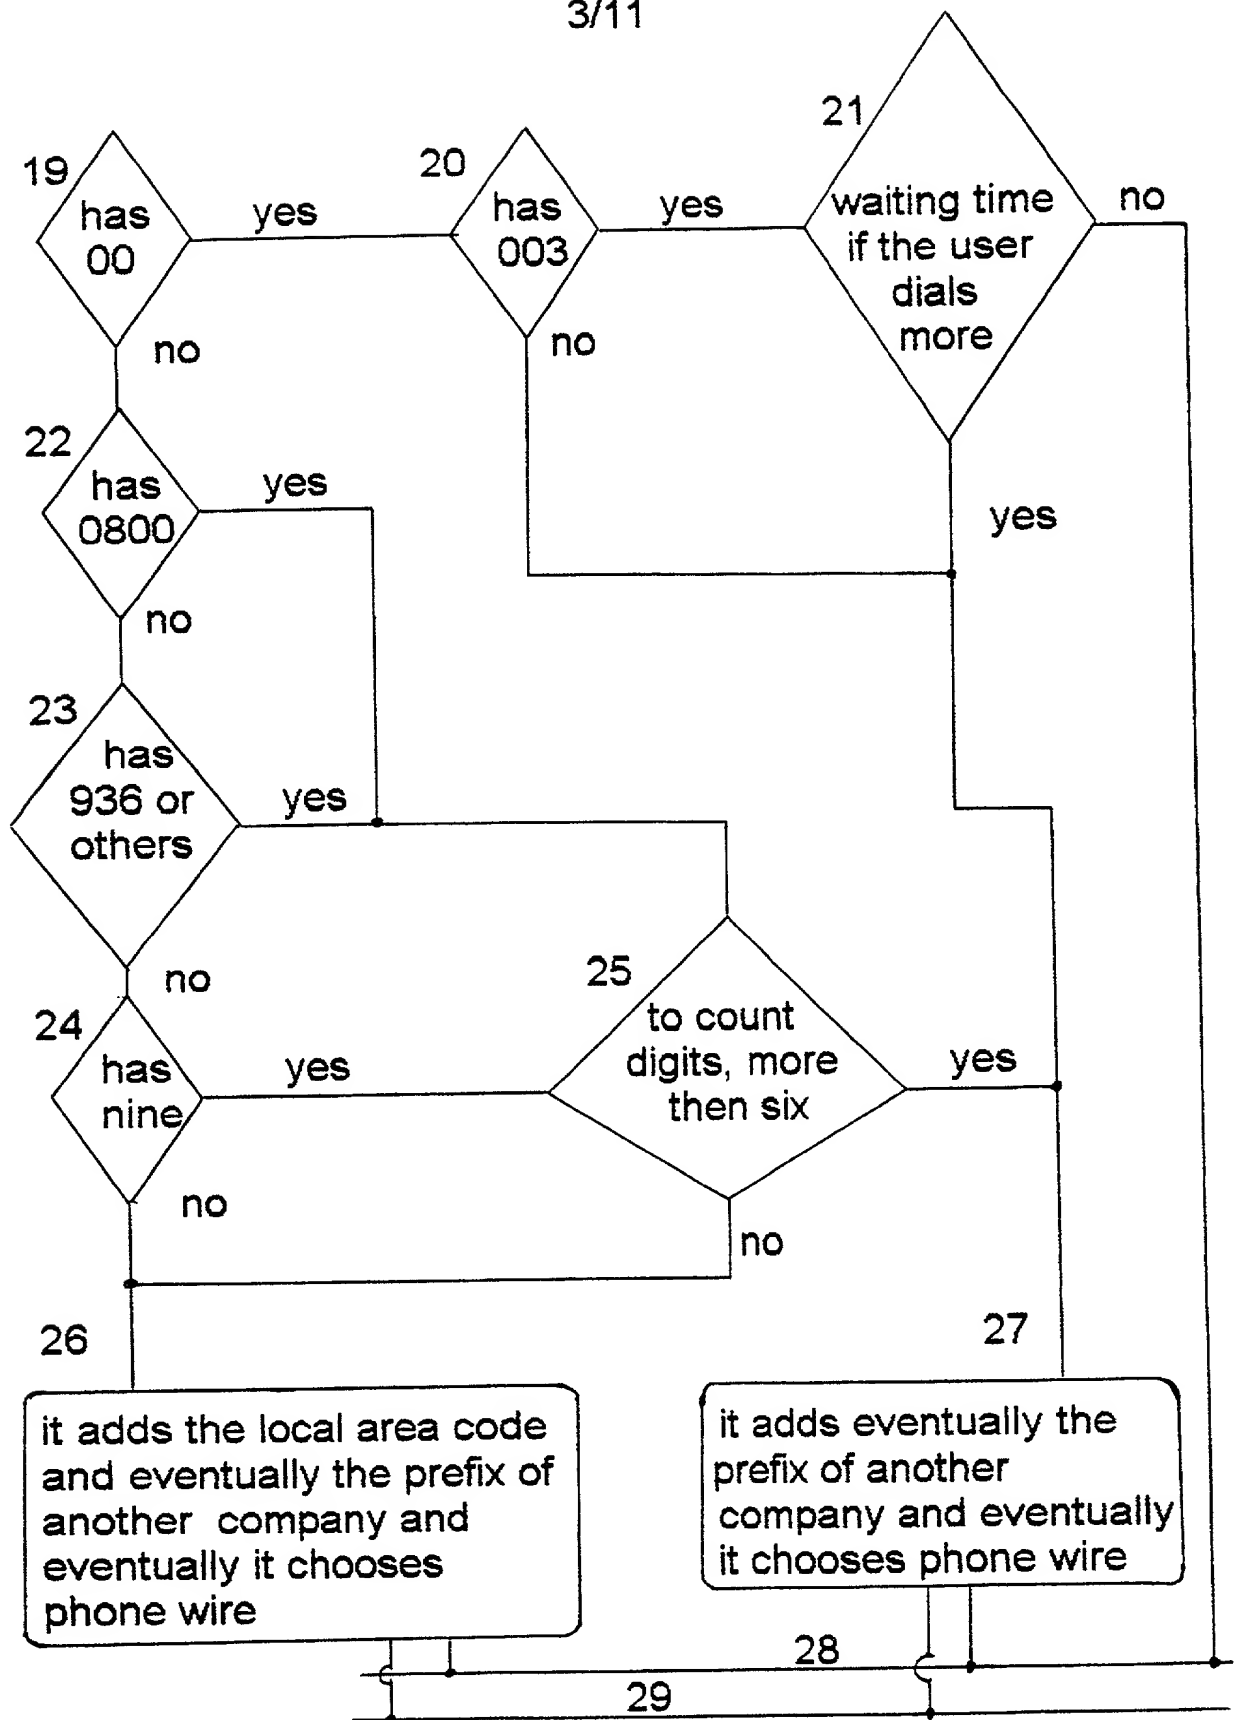 3/11
19
has
00
yes
no
20
has
003
yes
no
21
waiting time
if the user
dials
more
no
yes
22
has
0800
yes
no
23
has
936 or
others
yes
no
24
has
nine
yes
no
25
to count
digits, more
then six
yes
no
26
it adds the local area code
and eventually the prefix of
another company and
eventually it chooses
phone wire
27
it adds eventually the
prefix of another
company and eventually
it chooses phone wire
28
29